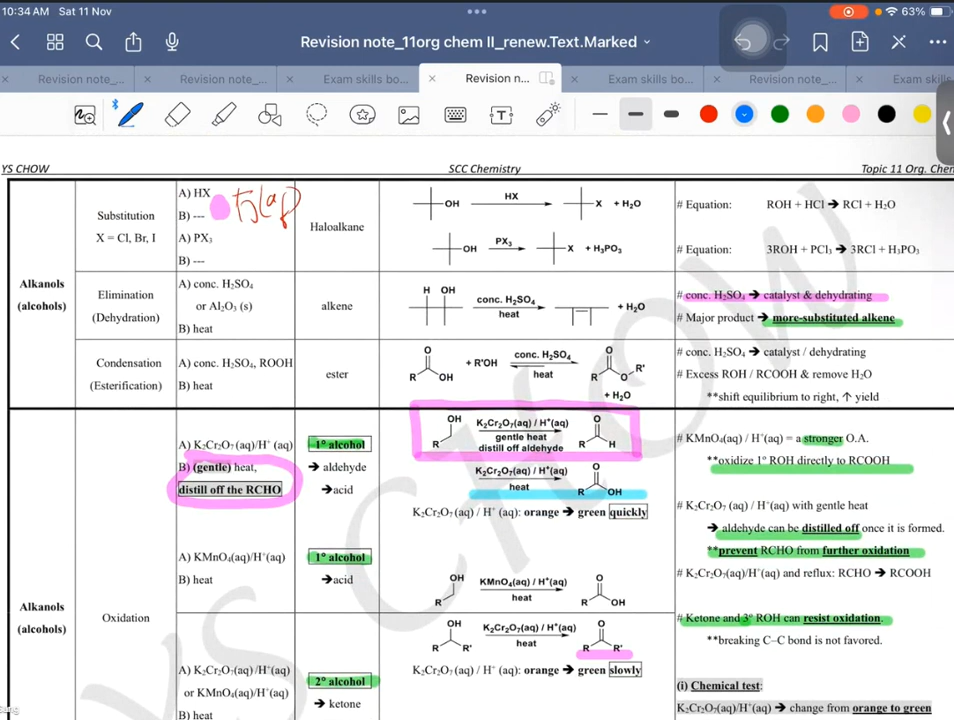 10:34 AM Sat 11 Nov
63%
Revision note_11org chem II_renew.Text.Marked
Revision note_...
Revision note_...
Exam skills bo...
Revision n...
Exam skills bo...
Revision note_...
Exam skills
YS CHOW
SCC Chemistry
Topic 11 Org. Chem
Alkanols
(alcohols)
Substitution
X = Cl, Br, I
A) HX
B) ---
A) PX₃
B) ---
Haloalkane
OH
HX
X + H₂O
OH
PX₃
X + H₃PO₃
# Equation: ROH + HCl ➔ RCl + H₂O
# Equation: 3ROH + PCl₃ ➔ 3RCl + H₃PO₃
Elimination
(Dehydration)
A) conc. H₂SO₄
or Al₂O₃ (s)
B) heat
alkene
H OH
conc. H₂SO₄
heat
+ H₂O
# conc. H₂SO₄ ➔ catalyst & dehydrating
# Major product ➔ more-substituted alkene
Condensation
(Esterification)
A) conc. H₂SO₄, ROOH
B) heat
ester
O
R OH
+ R'OH
conc. H₂SO₄
heat
O
R O R'
+ H₂O
# conc. H₂SO₄ ➔ catalyst / dehydrating
# Excess ROH / RCOOH & remove H₂O
**shift equilibrium to right, ↑ yield
Alkanols
(alcohols)
Oxidation
A) K₂Cr₂O₇(aq)/H⁺ (aq)
B) (gentle) heat,
distill off the RCHO
1° alcohol
➔ aldehyde
➔acid
OH
R
K₂Cr₂O₇(aq) / H⁺(aq)
gentle heat
distill off aldehyde
O
R H
K₂Cr₂O₇(aq) / H⁺(aq)
heat
O
R OH
K₂Cr₂O₇(aq) / H⁺ (aq): orange ➔ green quickly
# KMnO₄(aq) / H⁺(aq) = a stronger O.A.
**oxidize 1° ROH directly to RCOOH
# K₂Cr₂O₇ (aq) / H⁺(aq) with gentle heat
➔ aldehyde can be distilled off once it is formed.
**prevent RCHO from further oxidation
# K₂Cr₂O₇(aq)/H⁺(aq) and reflux: RCHO ➔ RCOOH
A) KMnO₄(aq)/H⁺(aq)
B) heat
1° alcohol
➔acid
OH
R
KMnO₄(aq) / H⁺(aq)
heat
O
R OH
# Ketone and 3° ROH can resist oxidation.
**breaking C–C bond is not favored.
A) K₂Cr₂O₇(aq)/H⁺(aq)
or KMnO₄(aq)/H⁺(aq)
B) heat
2° alcohol
➔ ketone
OH
R R'
K₂Cr₂O₇(aq) / H⁺(aq)
heat
O
R R'
K₂Cr₂O₇(aq) / H⁺ (aq): orange ➔ green slowly
(i) Chemical test:
K₂Cr₂O₇(aq)/H⁺(aq) ➔ change from orange to green
YS CHOW